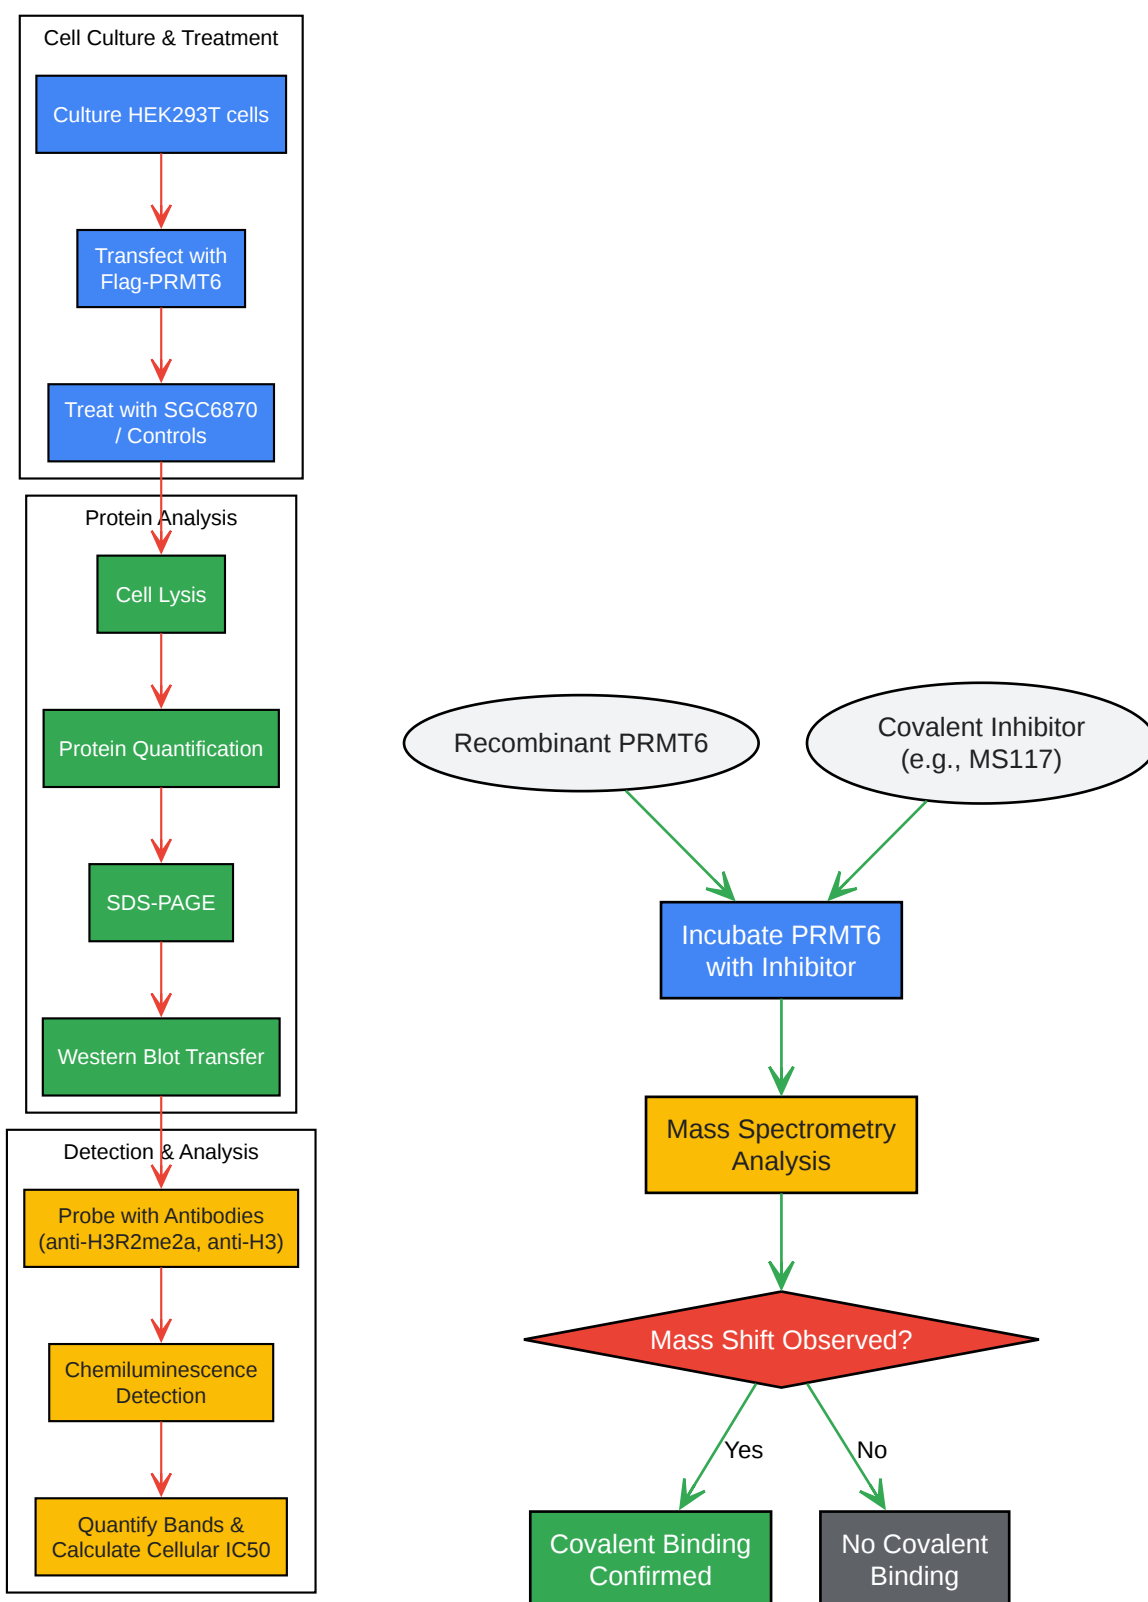 Cell Culture & Treatment
Culture HEK293T cells
Transfect with
Flag-PRMT6
Treat with SGC6870
/ Controls
Protein Analysis
Cell Lysis
Protein Quantification
SDS-PAGE
Western Blot Transfer
Detection & Analysis
Probe with Antibodies
(anti-H3R2me2a, anti-H3)
Chemiluminescence
Detection
Quantify Bands &
Calculate Cellular IC50
Recombinant PRMT6
Covalent Inhibitor
(e.g., MS117)
Incubate PRMT6
with Inhibitor
Mass Spectrometry
Analysis
Mass Shift Observed?
Yes
No
Covalent Binding
Confirmed
No Covalent
Binding